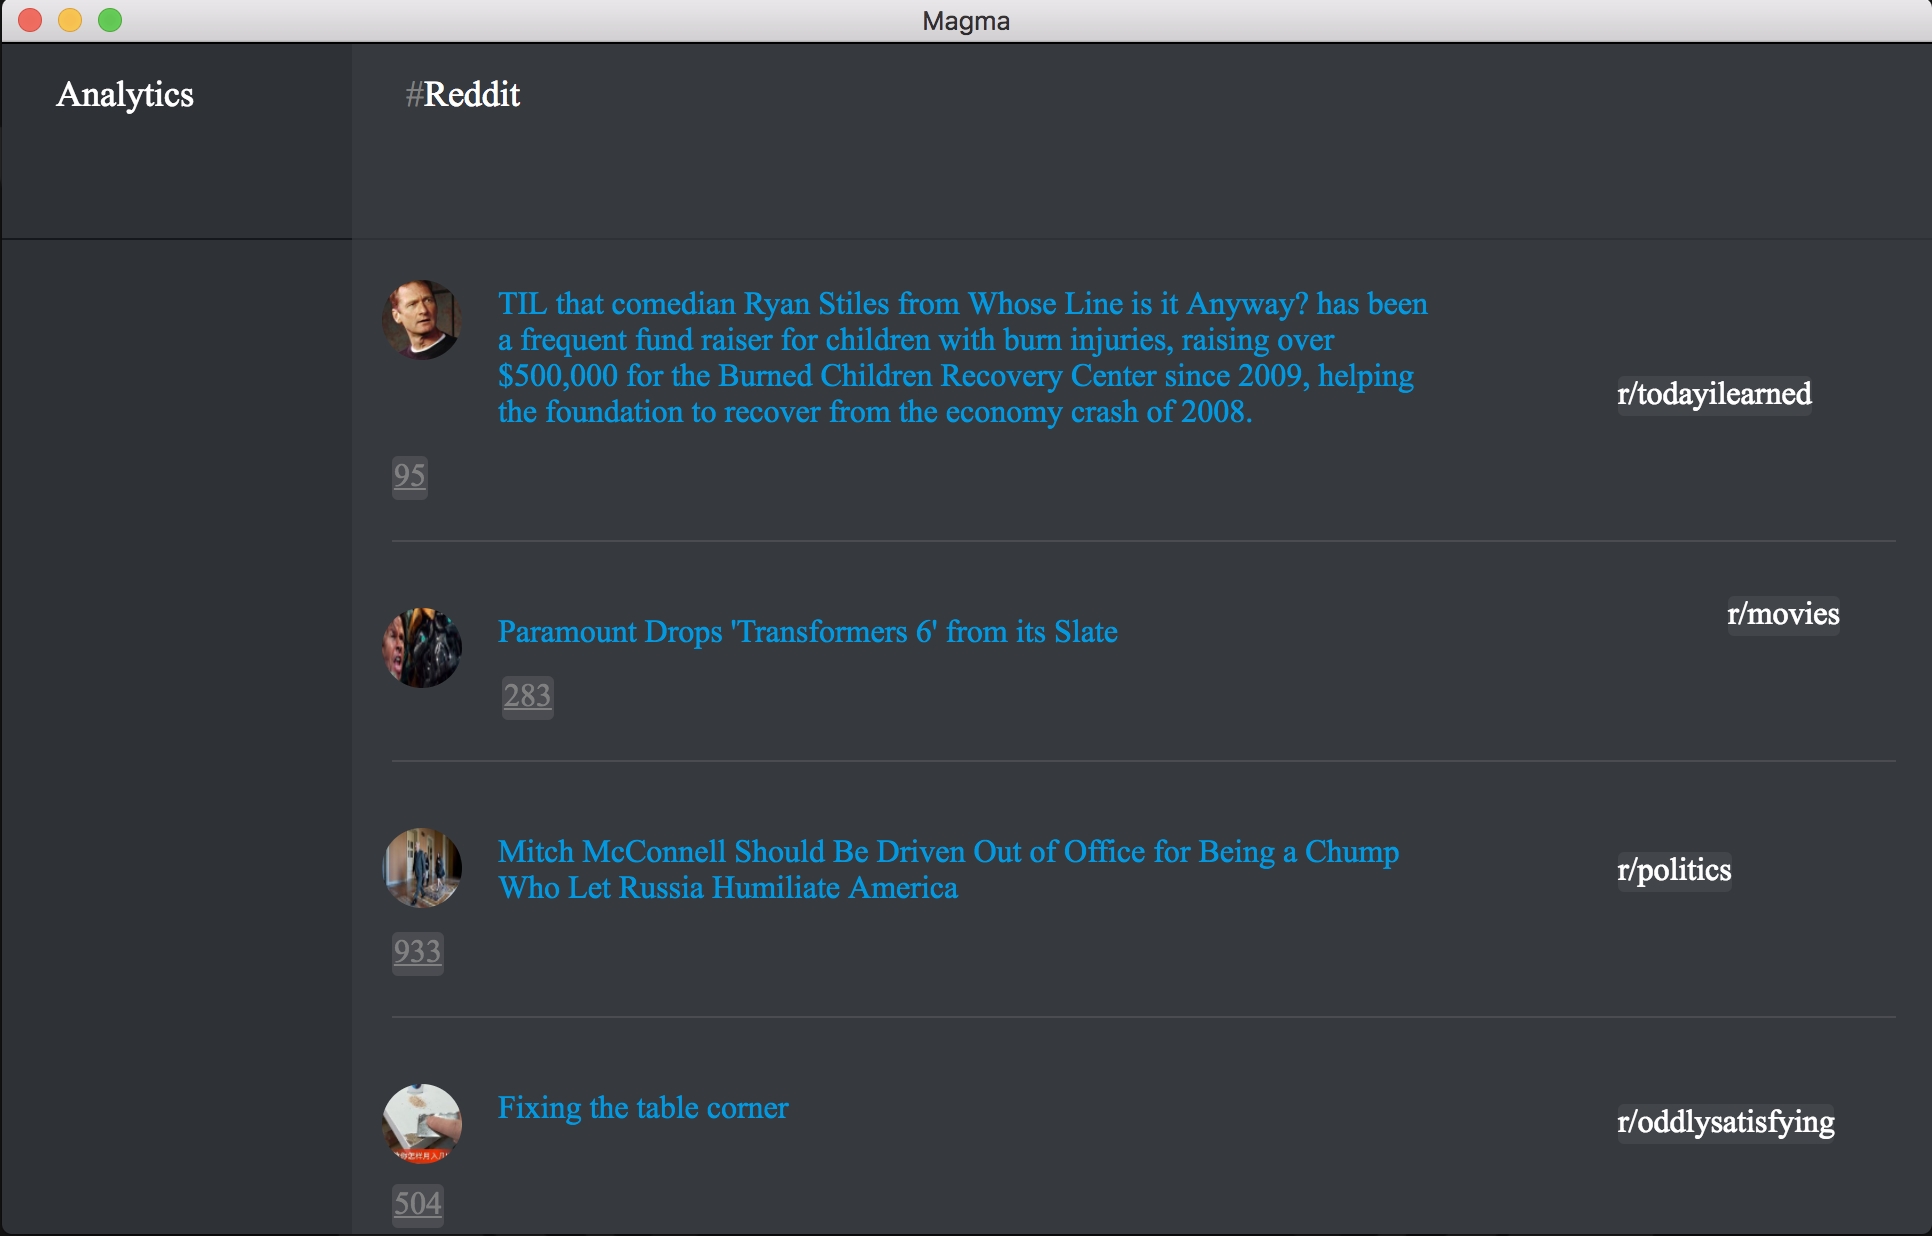 Magma
Analytics
#Reddit
TIL that comedian Ryan Stiles from Whose Line is it Anyway? has been
a frequent fund raiser for children with burn injuries, raising over
$500,000 for the Burned Children Recovery Center since 2009, helping
the foundation to recover from the economy crash of 2008.
r/todayilearned
95
Paramount Drops 'Transformers 6' from its Slate
r/movies
283
Mitch McConnell Should Be Driven Out of Office for Being a Chump
Who Let Russia Humiliate America
r/politics
933
Fixing the table corner
r/oddlysatisfying
504